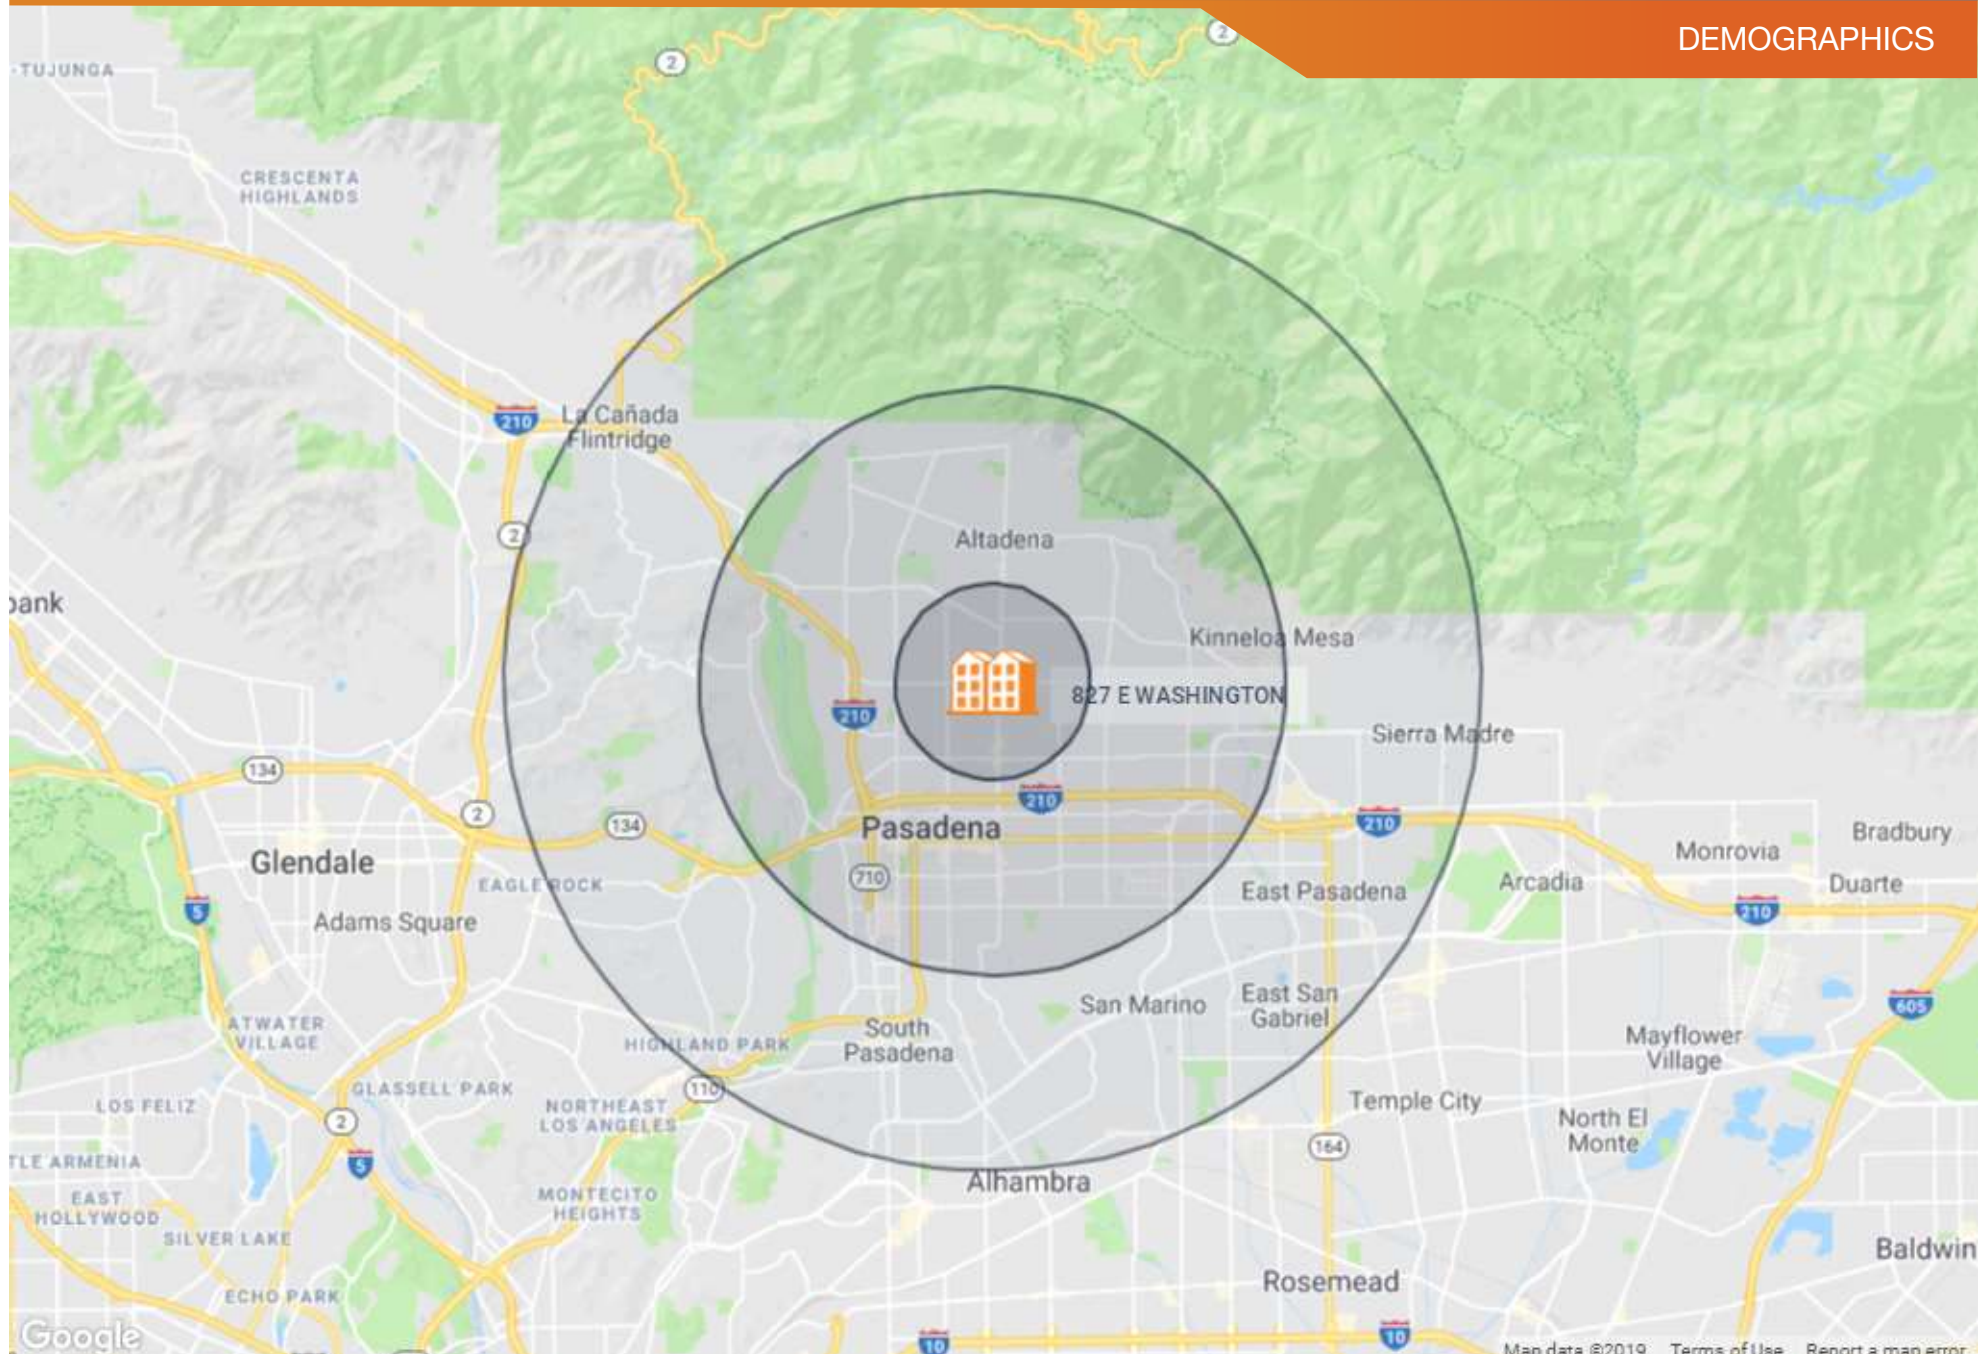 DEMOGRAPHICS
2
2
TUJUNGA
CRESCENTA
HIGHLANDS
210
La Cañada
Flintridge
2
Altadena
Kinneloa Mesa
827 E WASHINGTON
210
Sierra Madre
134
2
134
210
210
Pasadena
Glendale
710
EAGLE ROCK
East Pasadena
Arcadia
Monrovia
Bradbury
Duarte
5
Adams Square
210
San Marino
East San
Gabriel
605
ATWATER
VILLAGE
HIGHLAND PARK
South
Pasadena
Mayflower
Village
GLASSELL PARK
110
LOS FELIZ
NORTHEAST
LOS ANGELES
Temple City
North El
Monte
2
164
5
TLE ARMENIA
Alhambra
EAST
HOLLYWOOD
MONTECITO
HEIGHTS
SILVER LAKE
Baldwin
Rosemead
ECHO PARK
Google
10
10
Map data ©2019 Terms of Use Report a map error